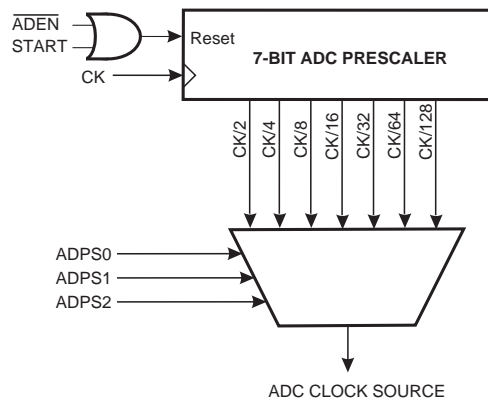 ADEN
START
Reset
CK
7-BIT ADC PRESCALER
CK/2
CK/4
CK/8
CK/16
CK/32
CK/64
CK/128
ADPS0
ADPS1
ADPS2
ADC CLOCK SOURCE